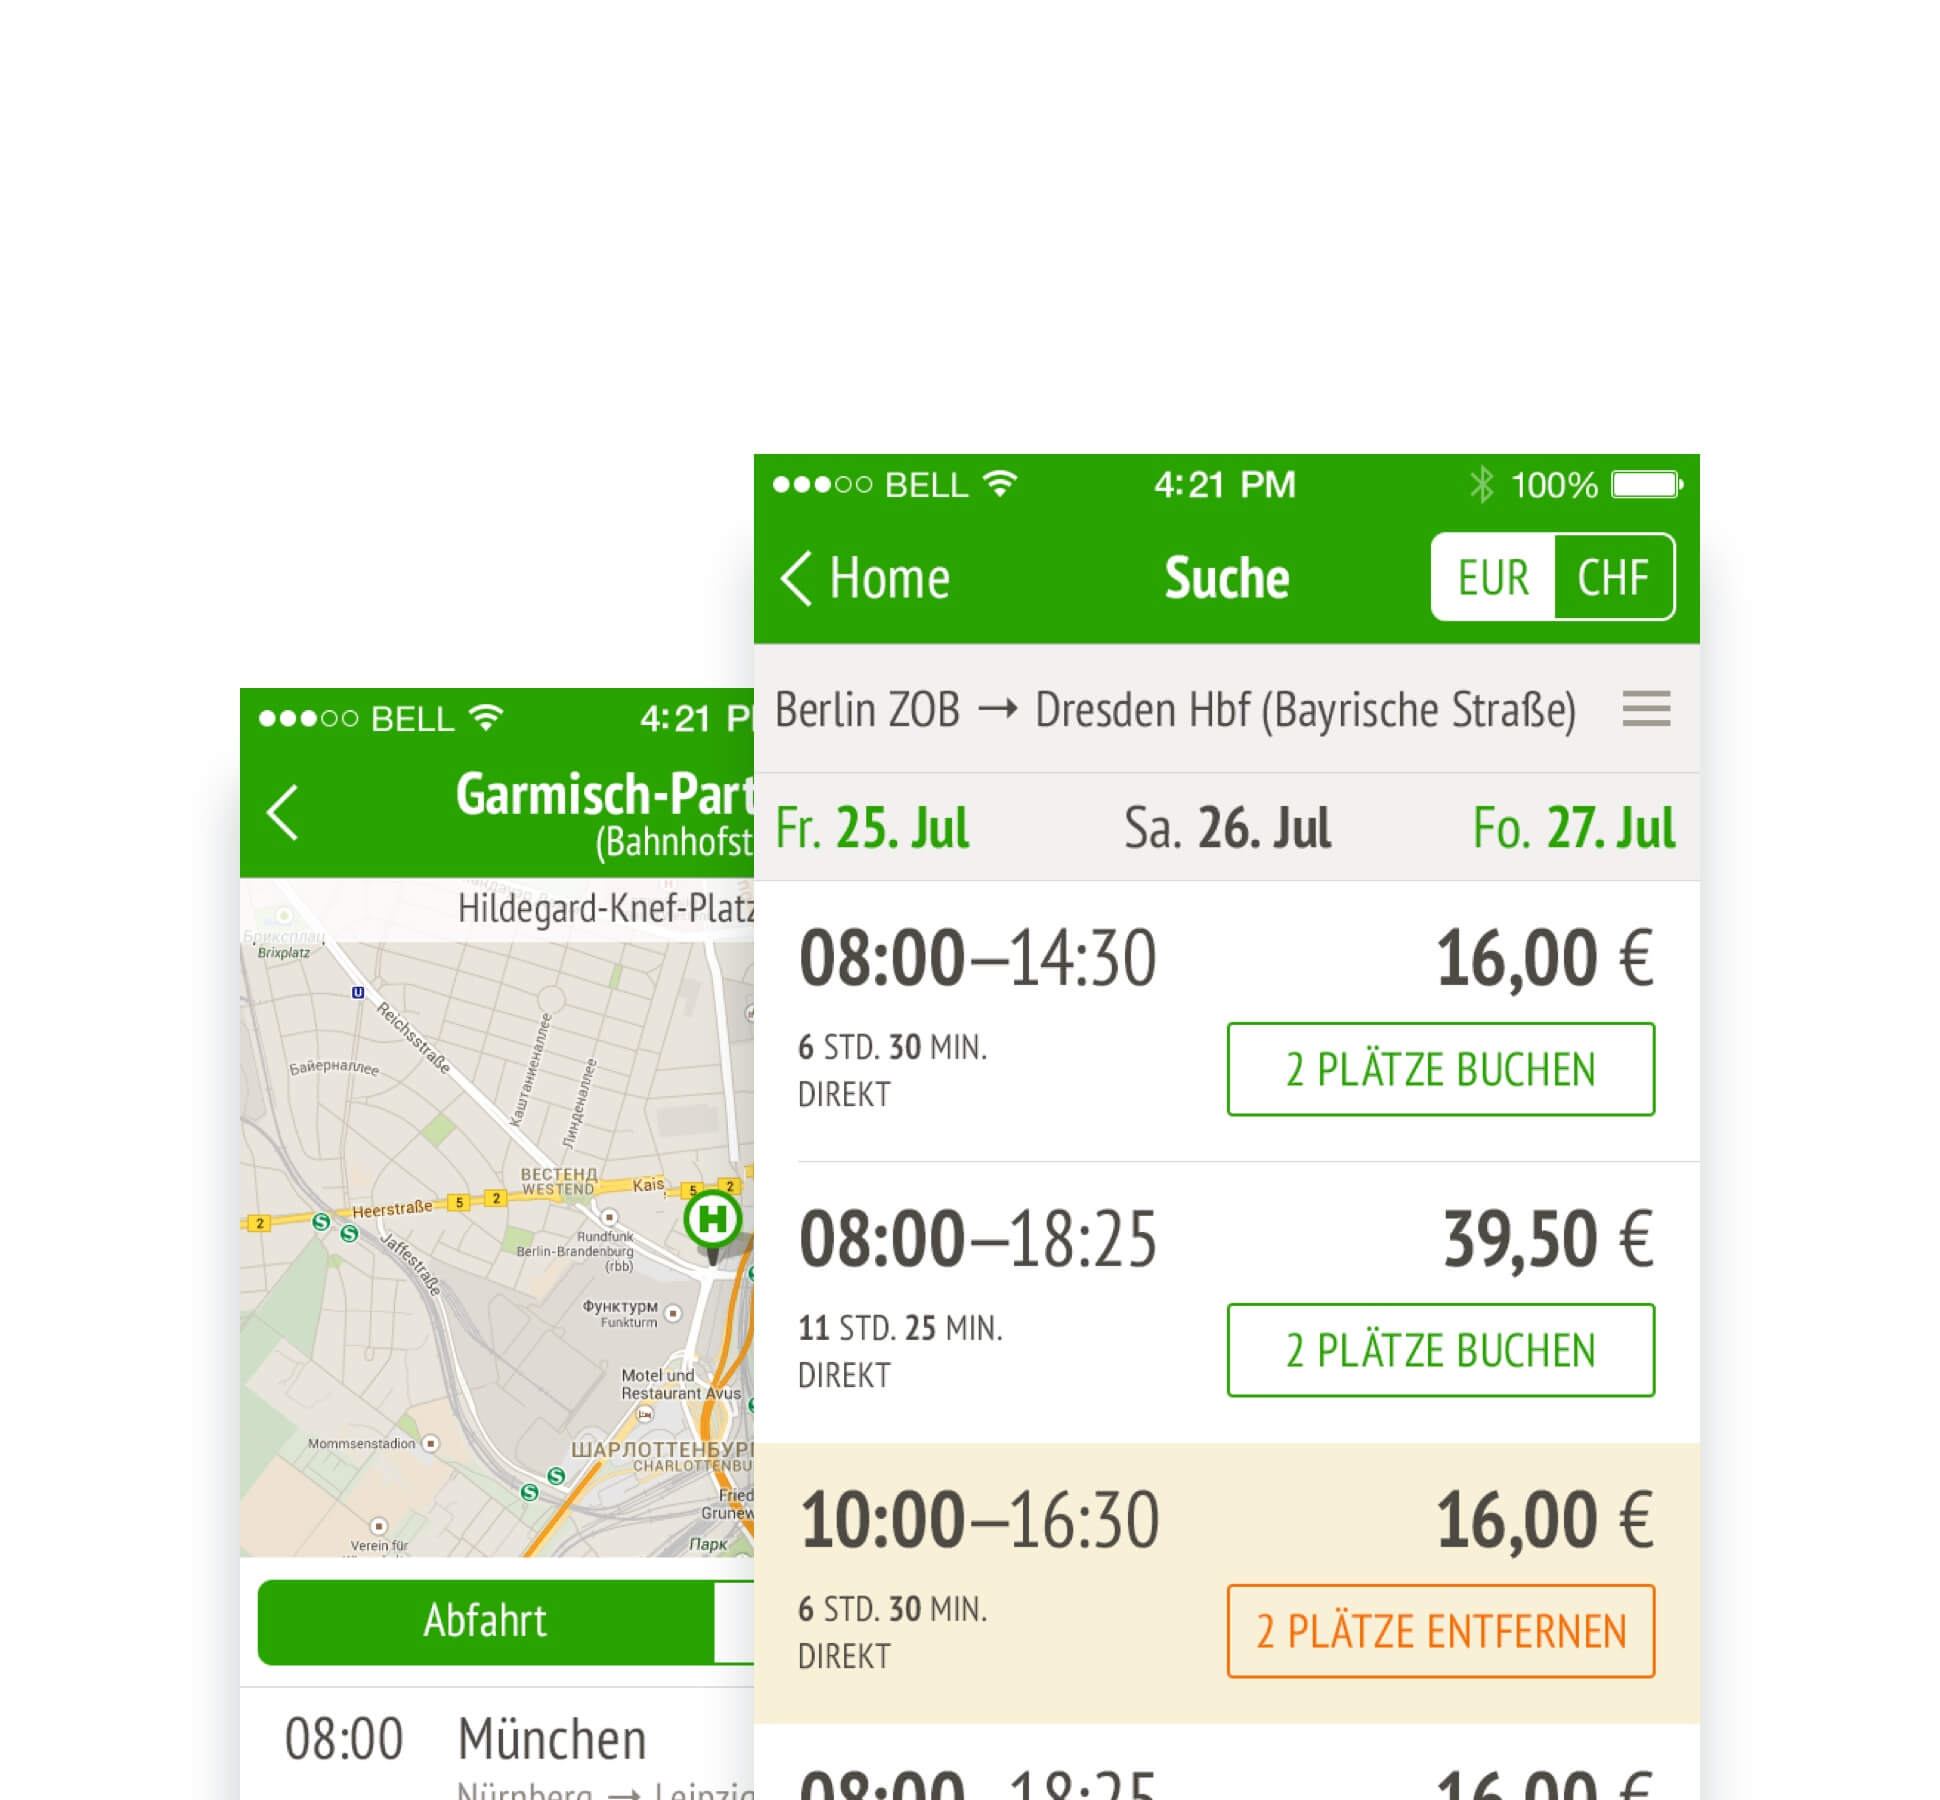 BELL
4:21 PM
100%
Home
Suche
EUR
CHF
Berlin ZOB → Dresden Hbf (Bayrische Straße)
Fr. 25. Jul
Sa. 26. Jul
Fo. 27. Jul
08:00–14:30
16,00 €
6 STD. 30 MIN.
DIREKT
2 PLÄTZE BUCHEN
08:00–18:25
39,50 €
11 STD. 25 MIN.
DIREKT
2 PLÄTZE BUCHEN
10:00–16:30
16,00 €
6 STD. 30 MIN.
DIREKT
2 PLÄTZE ENTFERNEN
08:00–18:25
16,00 €
BELL
4:21 P
Garmisch-Part
(Bahnhofst
Hildegard-Knef-Platz
Бриксплац
Brixplatz
U
Reichsstraße
Байерналлее
Каштаниеналлее
Линденаллее
ВЕСТЕНД
WESTEND
Kais
5
2
H
Heerstraße
5
2
2
S
S
Jaffestraße
Rundfunk
Berlin-Brandenburg
(rbb)
Функтурм
Funkturm
Motel und
Restaurant Avus
Mommsenstadion
ШАРЛОТТЕНБУРГ
CHARLOTTENBU
S
S
Fried
Grunew
Парк
Verein für
Abfahrt
08:00
München
Nürnberg → Leipzig